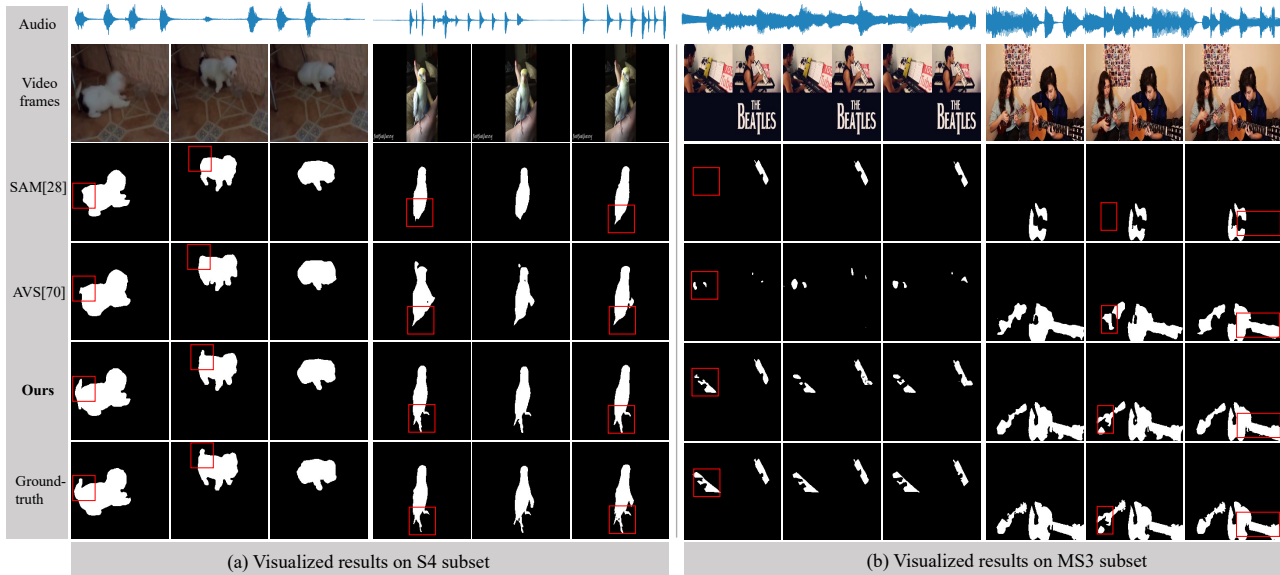 Audio
Video
frames
THE
BEATLES
THE
BEATLES
THE
BEATLES
SAM[28]
AVS[70]
Ours
Ground-
truth
(a) Visualized results on S4 subset
(b) Visualized results on MS3 subset